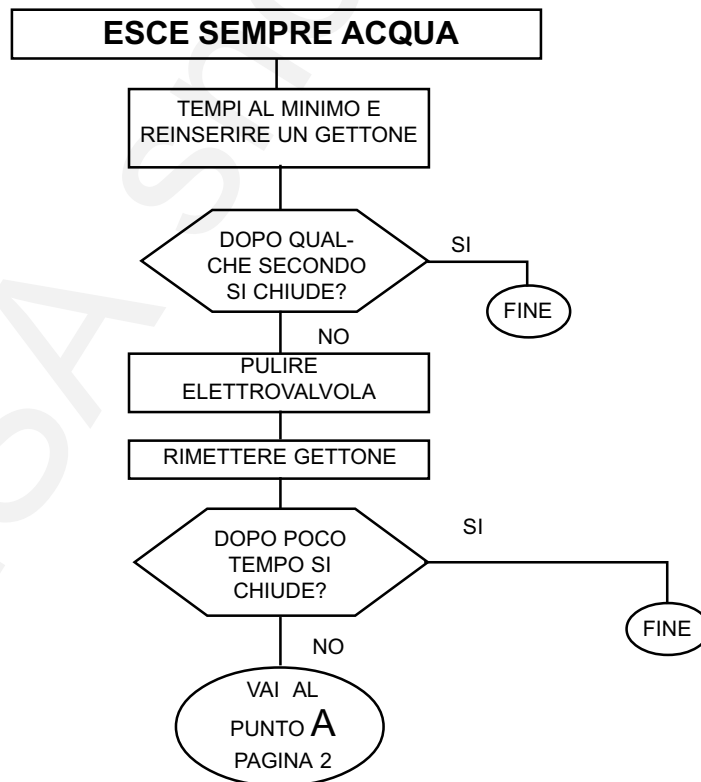 ESCE SEMPRE ACQUA
TEMPI AL MINIMO E
REINSERIRE UN GETTONE
DOPO QUAL-
CHE SECONDO
SI CHIUDE?
SI
FINE
NO
PULIRE
ELETTROVALVOLA
RIMETTERE GETTONE
DOPO POCO
TEMPO SI
CHIUDE?
SI
FINE
NO
VAI AL
PUNTO A
PAGINA 2